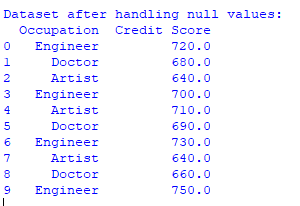 Dataset after handling null values:
  Occupation  Credit Score
0   Engineer         720.0
1     Doctor         680.0
2     Artist         640.0
3   Engineer         700.0
4     Artist         710.0
5     Doctor         690.0
6   Engineer         730.0
7     Artist         640.0
8     Doctor         660.0
9   Engineer         750.0